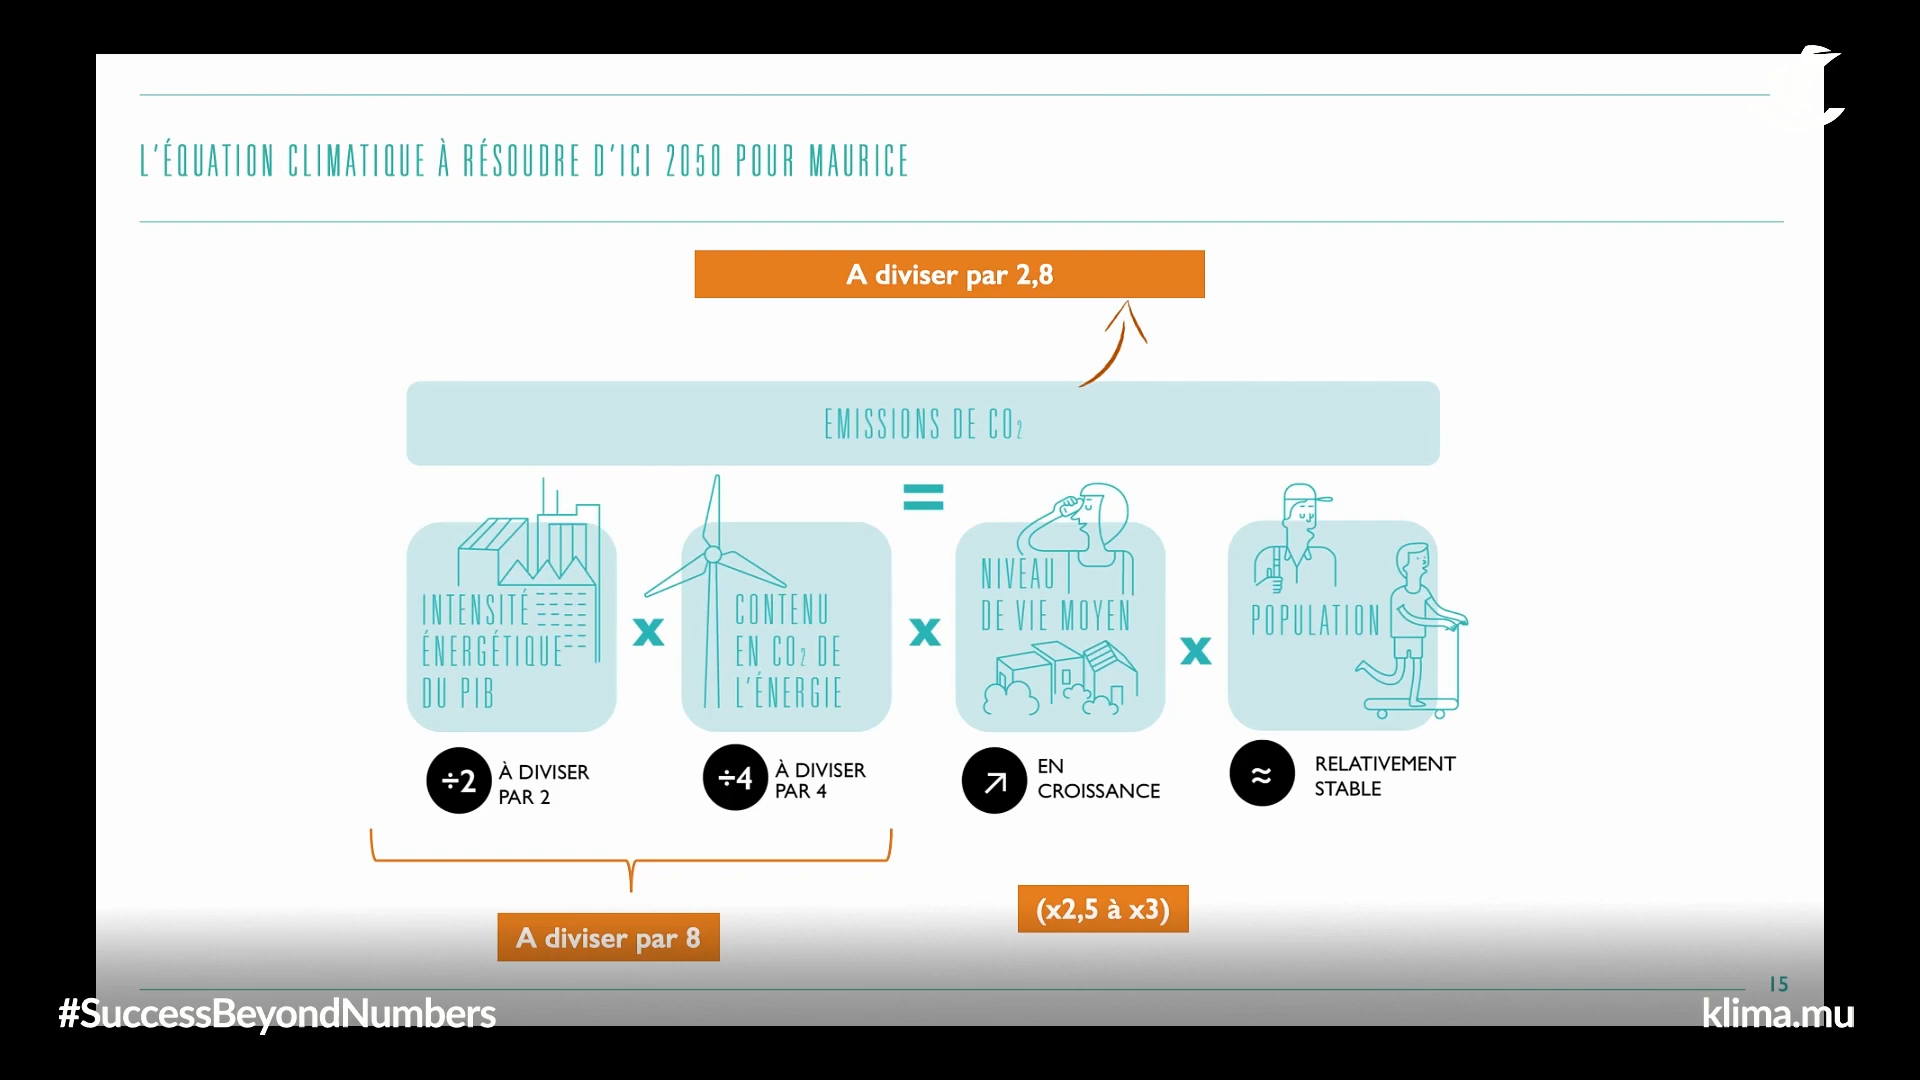 L'ÉQUATION CLIMATIQUE À RÉSOUDRE D'ICI 2050 POUR MAURICE
A diviser par 2,8
EMISSIONS DE CO₂
=
INTENSITÉ
ÉNERGÉTIQUE
DU PIB
x
CONTENU
EN CO₂ DE
L'ÉNERGIE
x
NIVEAU
DE VIE MOYEN
x
POPULATION
÷2
À DIVISER
PAR 2
÷4
À DIVISER
PAR 4
EN
CROISSANCE
≈
RELATIVEMENT
STABLE
A diviser par 8
(x2,5 à x3)
15
#SuccessBeyondNumbers
klima.mu